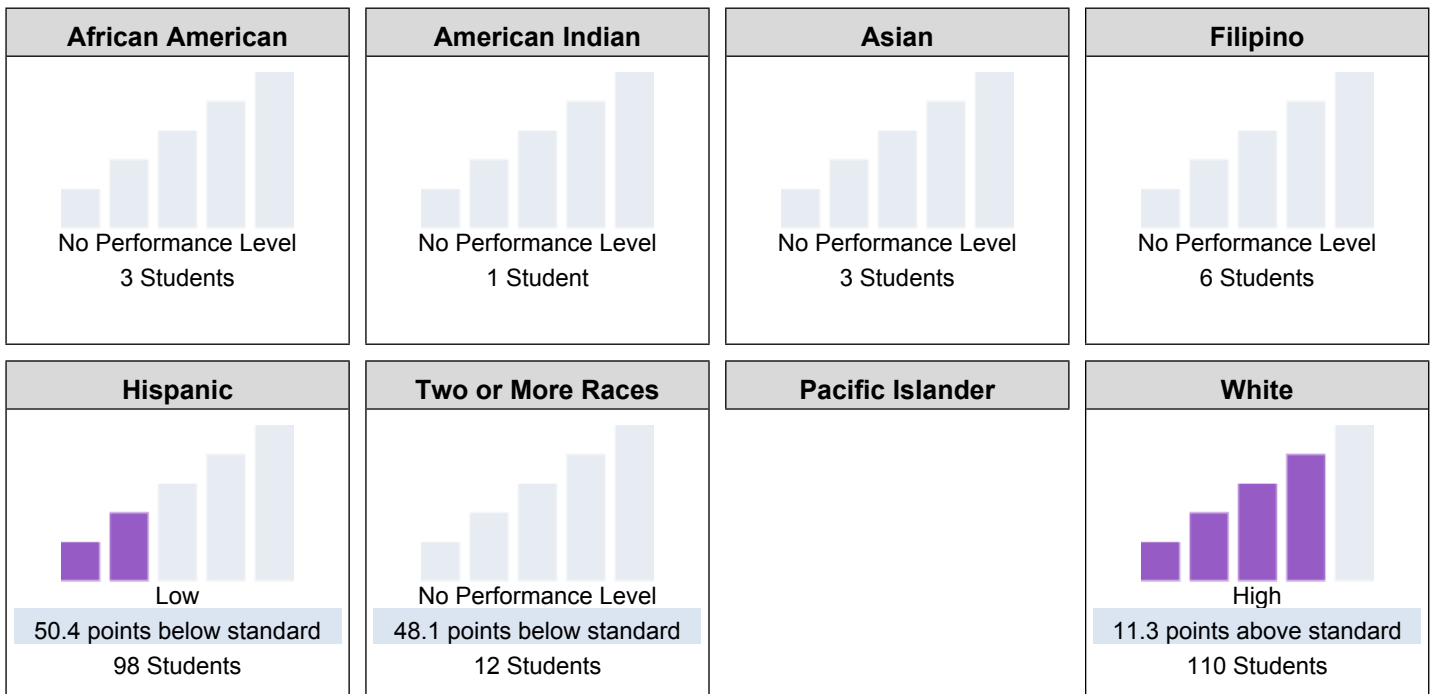 African American
No Performance Level
3 Students
American Indian
No Performance Level
1 Student
Asian
No Performance Level
3 Students
Filipino
No Performance Level
6 Students
Hispanic
Low
50.4 points below standard
98 Students
Two or More Races
No Performance Level
48.1 points below standard
12 Students
Pacific Islander
White
High
11.3 points above standard
110 Students